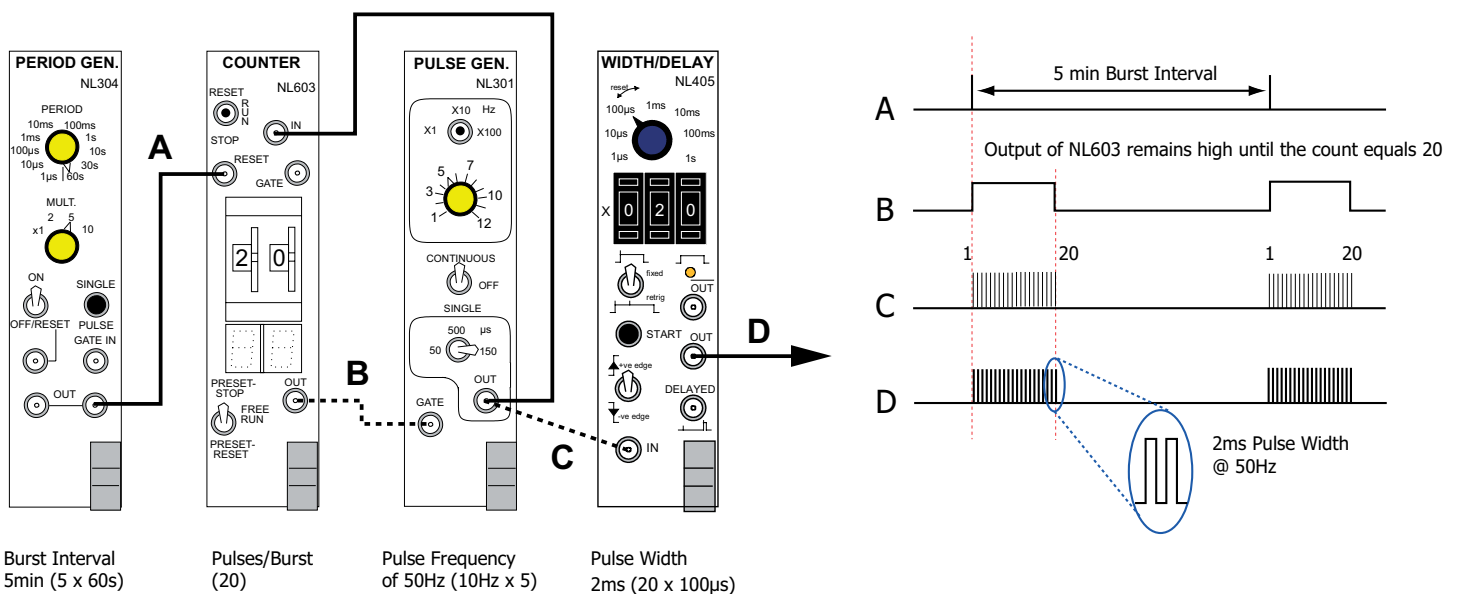 PERIOD GEN.
NL304
PERIOD
10ms 100ms
1ms 1s
100µs 10s
10µs 30s
1µs 60s
MULT.
2 5
x1 10
ON
SINGLE
OFF/RESET PULSE
GATE IN
OUT
A
COUNTER
NL603
RESET
RUN
IN
STOP
RESET
GATE
2 0
PRESET-
STOP
OUT
FREE
RUN
PRESET-
RESET
B
PULSE GEN.
NL301
X10 Hz
X1 X100
5 7
3 10
1 12
CONTINUOUS
OFF
SINGLE
500 µs
50 150
OUT
GATE
C
WIDTH/DELAY
NL405
reset
100µs 1ms 10ms
10µs 100ms
1µs 1s
X 0 2 0
fixed
OUT
retrig
START OUT
+ve edge
DELAYED
-ve edge
IN
D
Burst Interval
5min (5 x 60s)
Pulses/Burst
(20)
Pulse Frequency
of 50Hz (10Hz x 5)
Pulse Width
2ms (20 x 100µs)
5 min Burst Interval
A
Output of NL603 remains high until the count equals 20
B
1 20 1 20
C
D
2ms Pulse Width
@ 50Hz